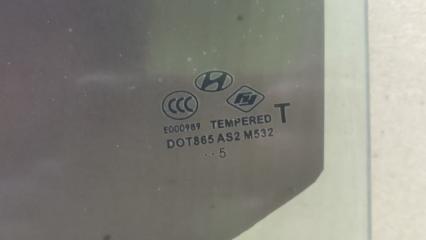 CCC
E000989 TEMPERED T
DOT865 AS2 M532
··5